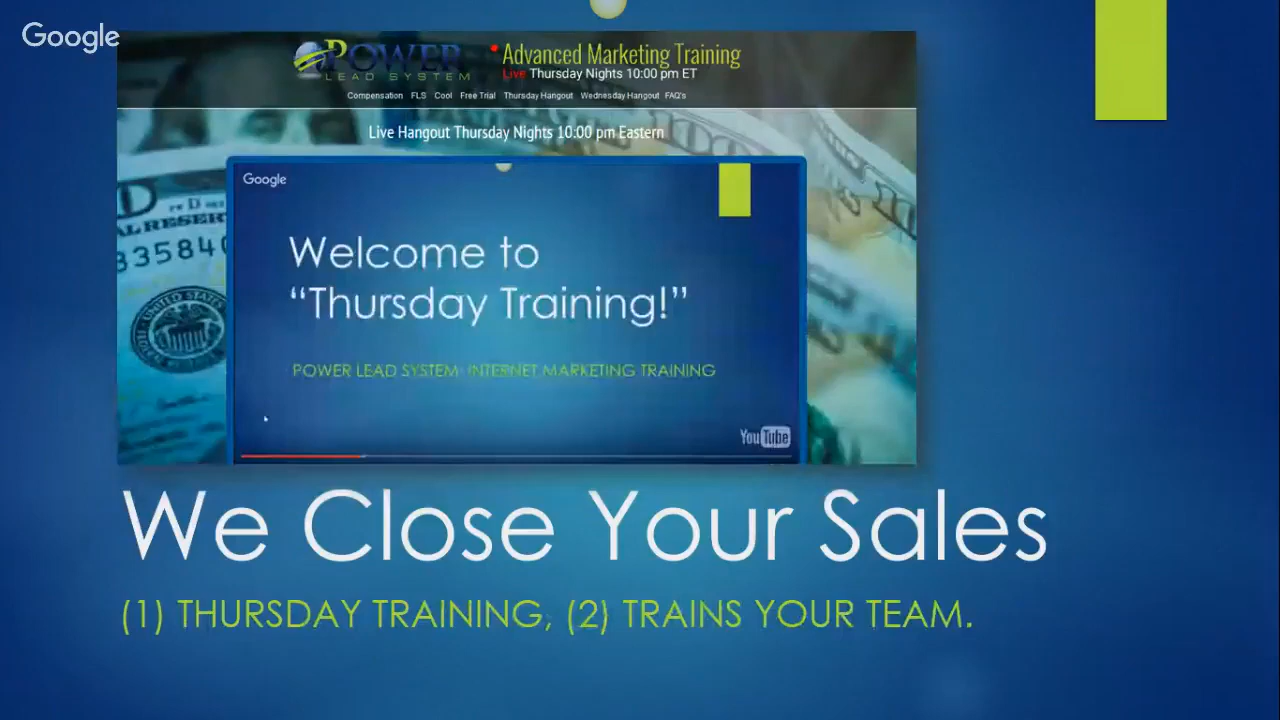 Google
POWER
LEAD SYSTEM
Advanced Marketing Training
Live Thursday Nights 10:00 pm ET
Compensation FLS Cool Free Trial Thursday Hangout Wednesday Hangout FAQ's
Live Hangout Thursday Nights 10:00 pm Eastern
Google
Welcome to
“Thursday Training!”
POWER LEAD SYSTEM INTERNET MARKETING TRAINING
YouTube
We Close Your Sales
(1) THURSDAY TRAINING, (2) TRAINS YOUR TEAM.